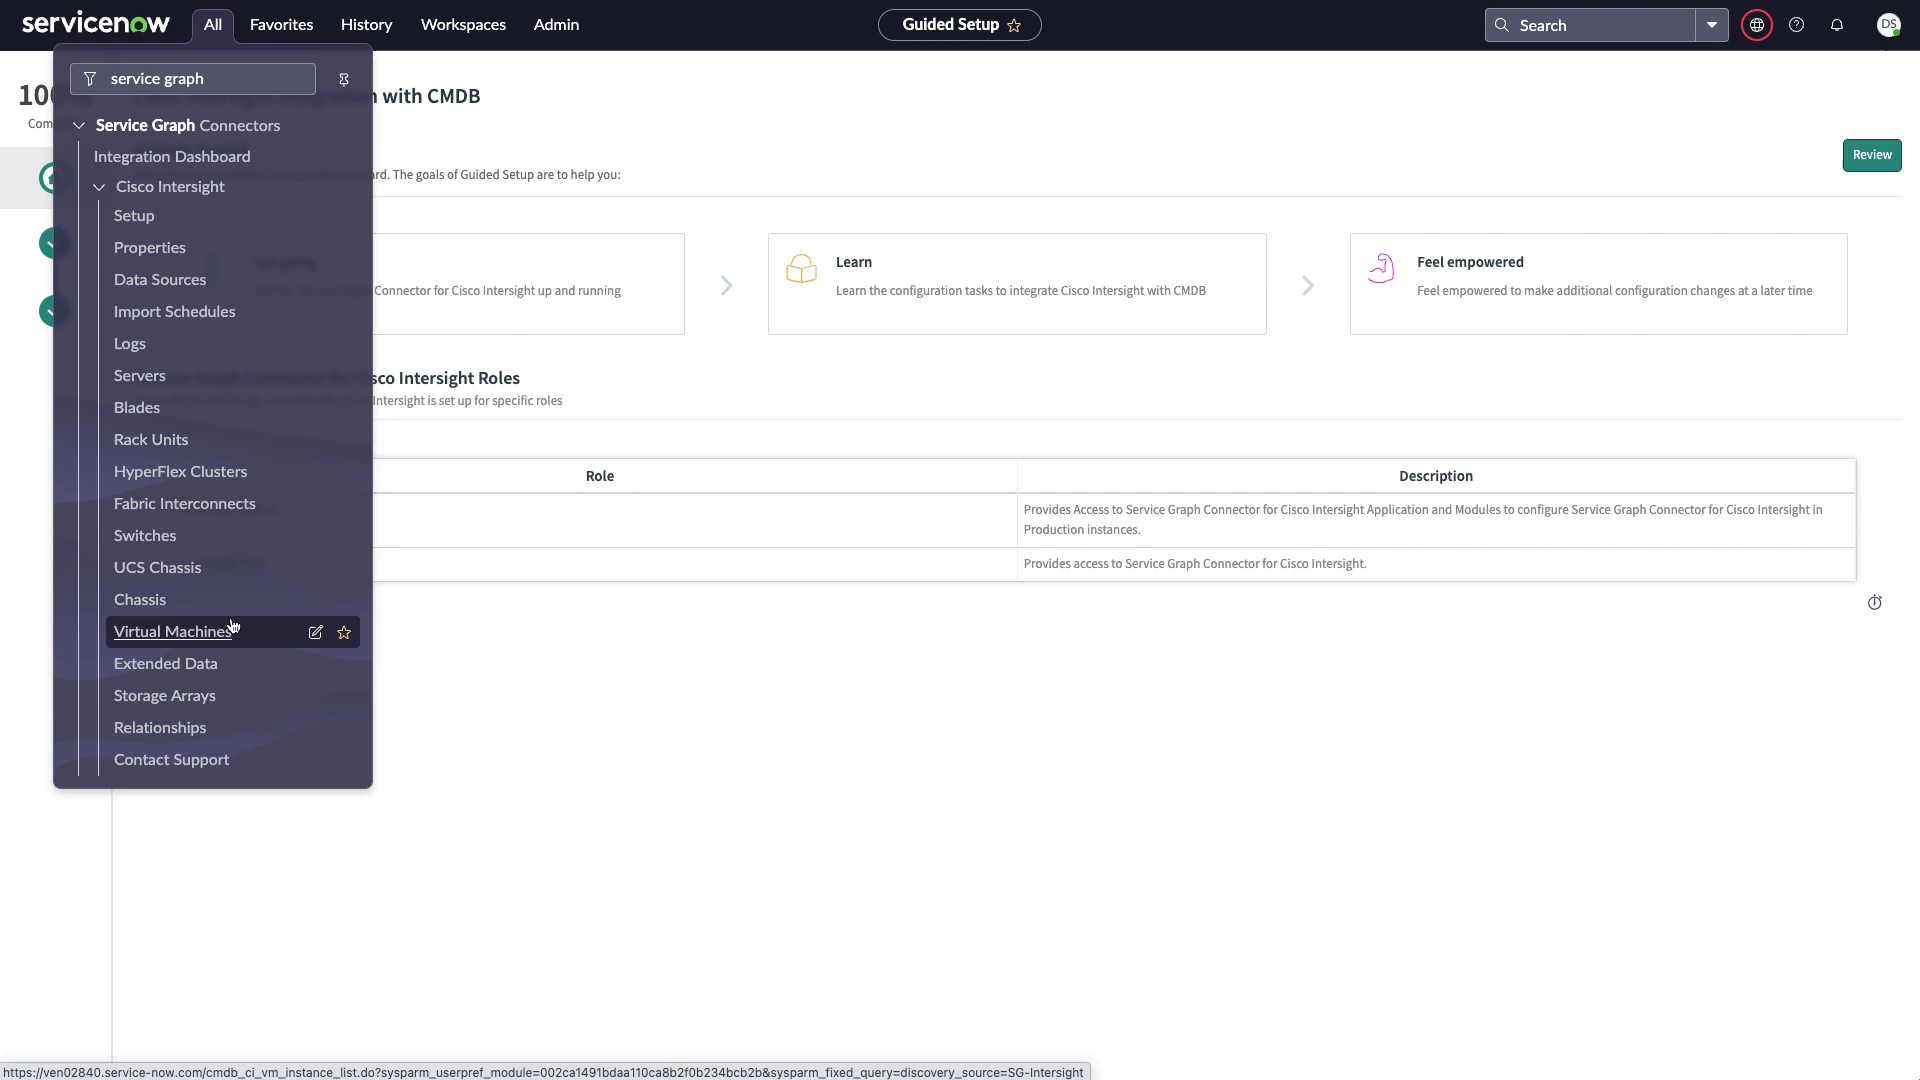 servicenow All Favorites History Workspaces Admin Guided Setup Search DS
service graph
with CMDB
Service Graph Connectors
Integration Dashboard
Review
The goals of Guided Setup are to help you:
Cisco Intersight
Setup
Properties
Data Sources
Import Schedules
Logs
Servers
Blades
Rack Units
HyperFlex Clusters
Fabric Interconnects
Switches
UCS Chassis
Chassis
Virtual Machines
Extended Data
Storage Arrays
Relationships
Contact Support
Connector for Cisco Intersight up and running
Learn
Learn the configuration tasks to integrate Cisco Intersight with CMDB
Feel empowered
Feel empowered to make additional configuration changes at a later time
Cisco Intersight Roles
Intersight is set up for specific roles
Role Description
Provides Access to Service Graph Connector for Cisco Intersight Application and Modules to configure Service Graph Connector for Cisco Intersight in
Production instances.
Provides access to Service Graph Connector for Cisco Intersight.
https://ven02840.service-now.com/cmdb_ci_vm_instance_list.do?sysparm_userpref_module=002ca1491bdaa110ca8b2f0b234bcb2b&sysparm_fixed_query=discovery_source=SG-Intersight